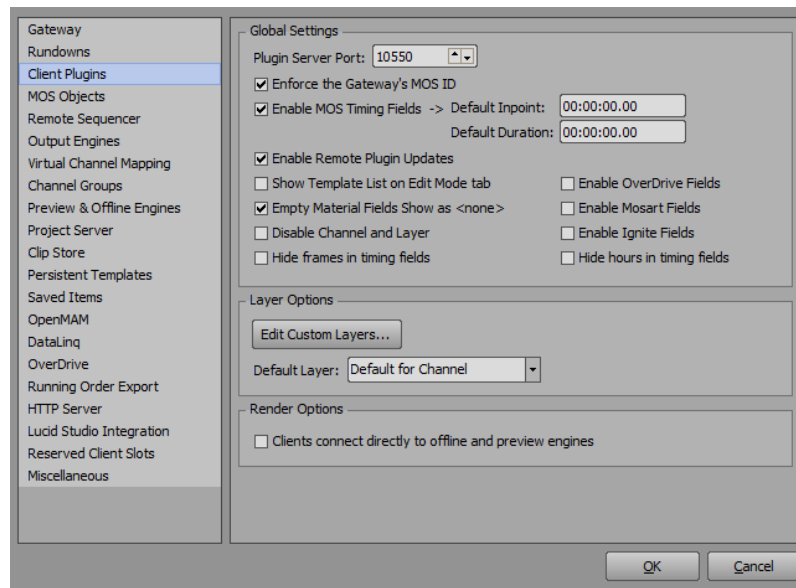 Gateway
Rundowns
Client Plugins
MOS Objects
Remote Sequencer
Output Engines
Virtual Channel Mapping
Channel Groups
Preview & Offline Engines
Project Server
Clip Store
Persistent Templates
Saved Items
OpenMAM
DataLinq
OverDrive
Running Order Export
HTTP Server
Lucid Studio Integration
Reserved Client Slots
Miscellaneous
Global Settings
Plugin Server Port: 10550
Enforce the Gateway's MOS ID
Enable MOS Timing Fields -> Default Inpoint: 00:00:00.00
Default Duration: 00:00:00.00
Enable Remote Plugin Updates
Show Template List on Edit Mode tab Enable OverDrive Fields
Empty Material Fields Show as <none> Enable Mosart Fields
Disable Channel and Layer Enable Ignite Fields
Hide frames in timing fields Hide hours in timing fields
Layer Options
Edit Custom Layers...
Default Layer: Default for Channel
Render Options
Clients connect directly to offline and preview engines
OK Cancel